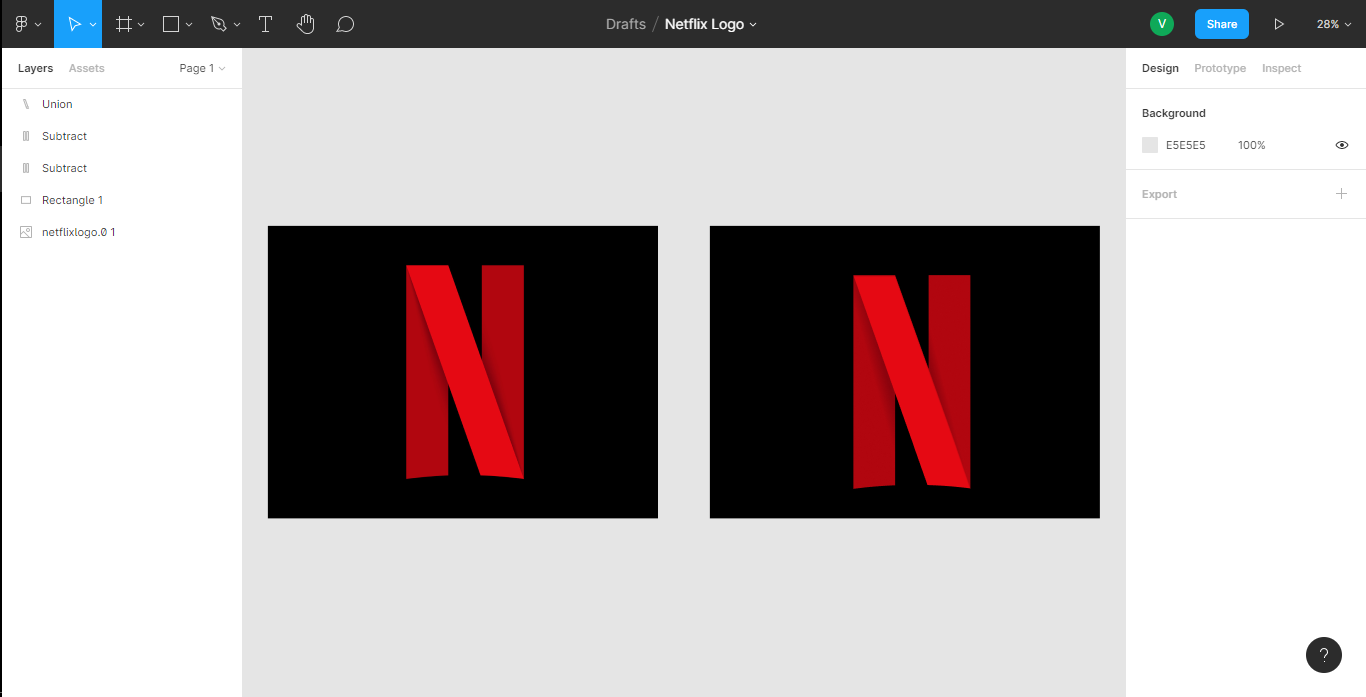 Drafts / Netflix Logo
V
Share
28%
Layers Assets Page 1
Union
Subtract
Subtract
Rectangle 1
netflixlogo.0 1
N
N
Design Prototype Inspect
Background
E5E5E5 100%
Export
?